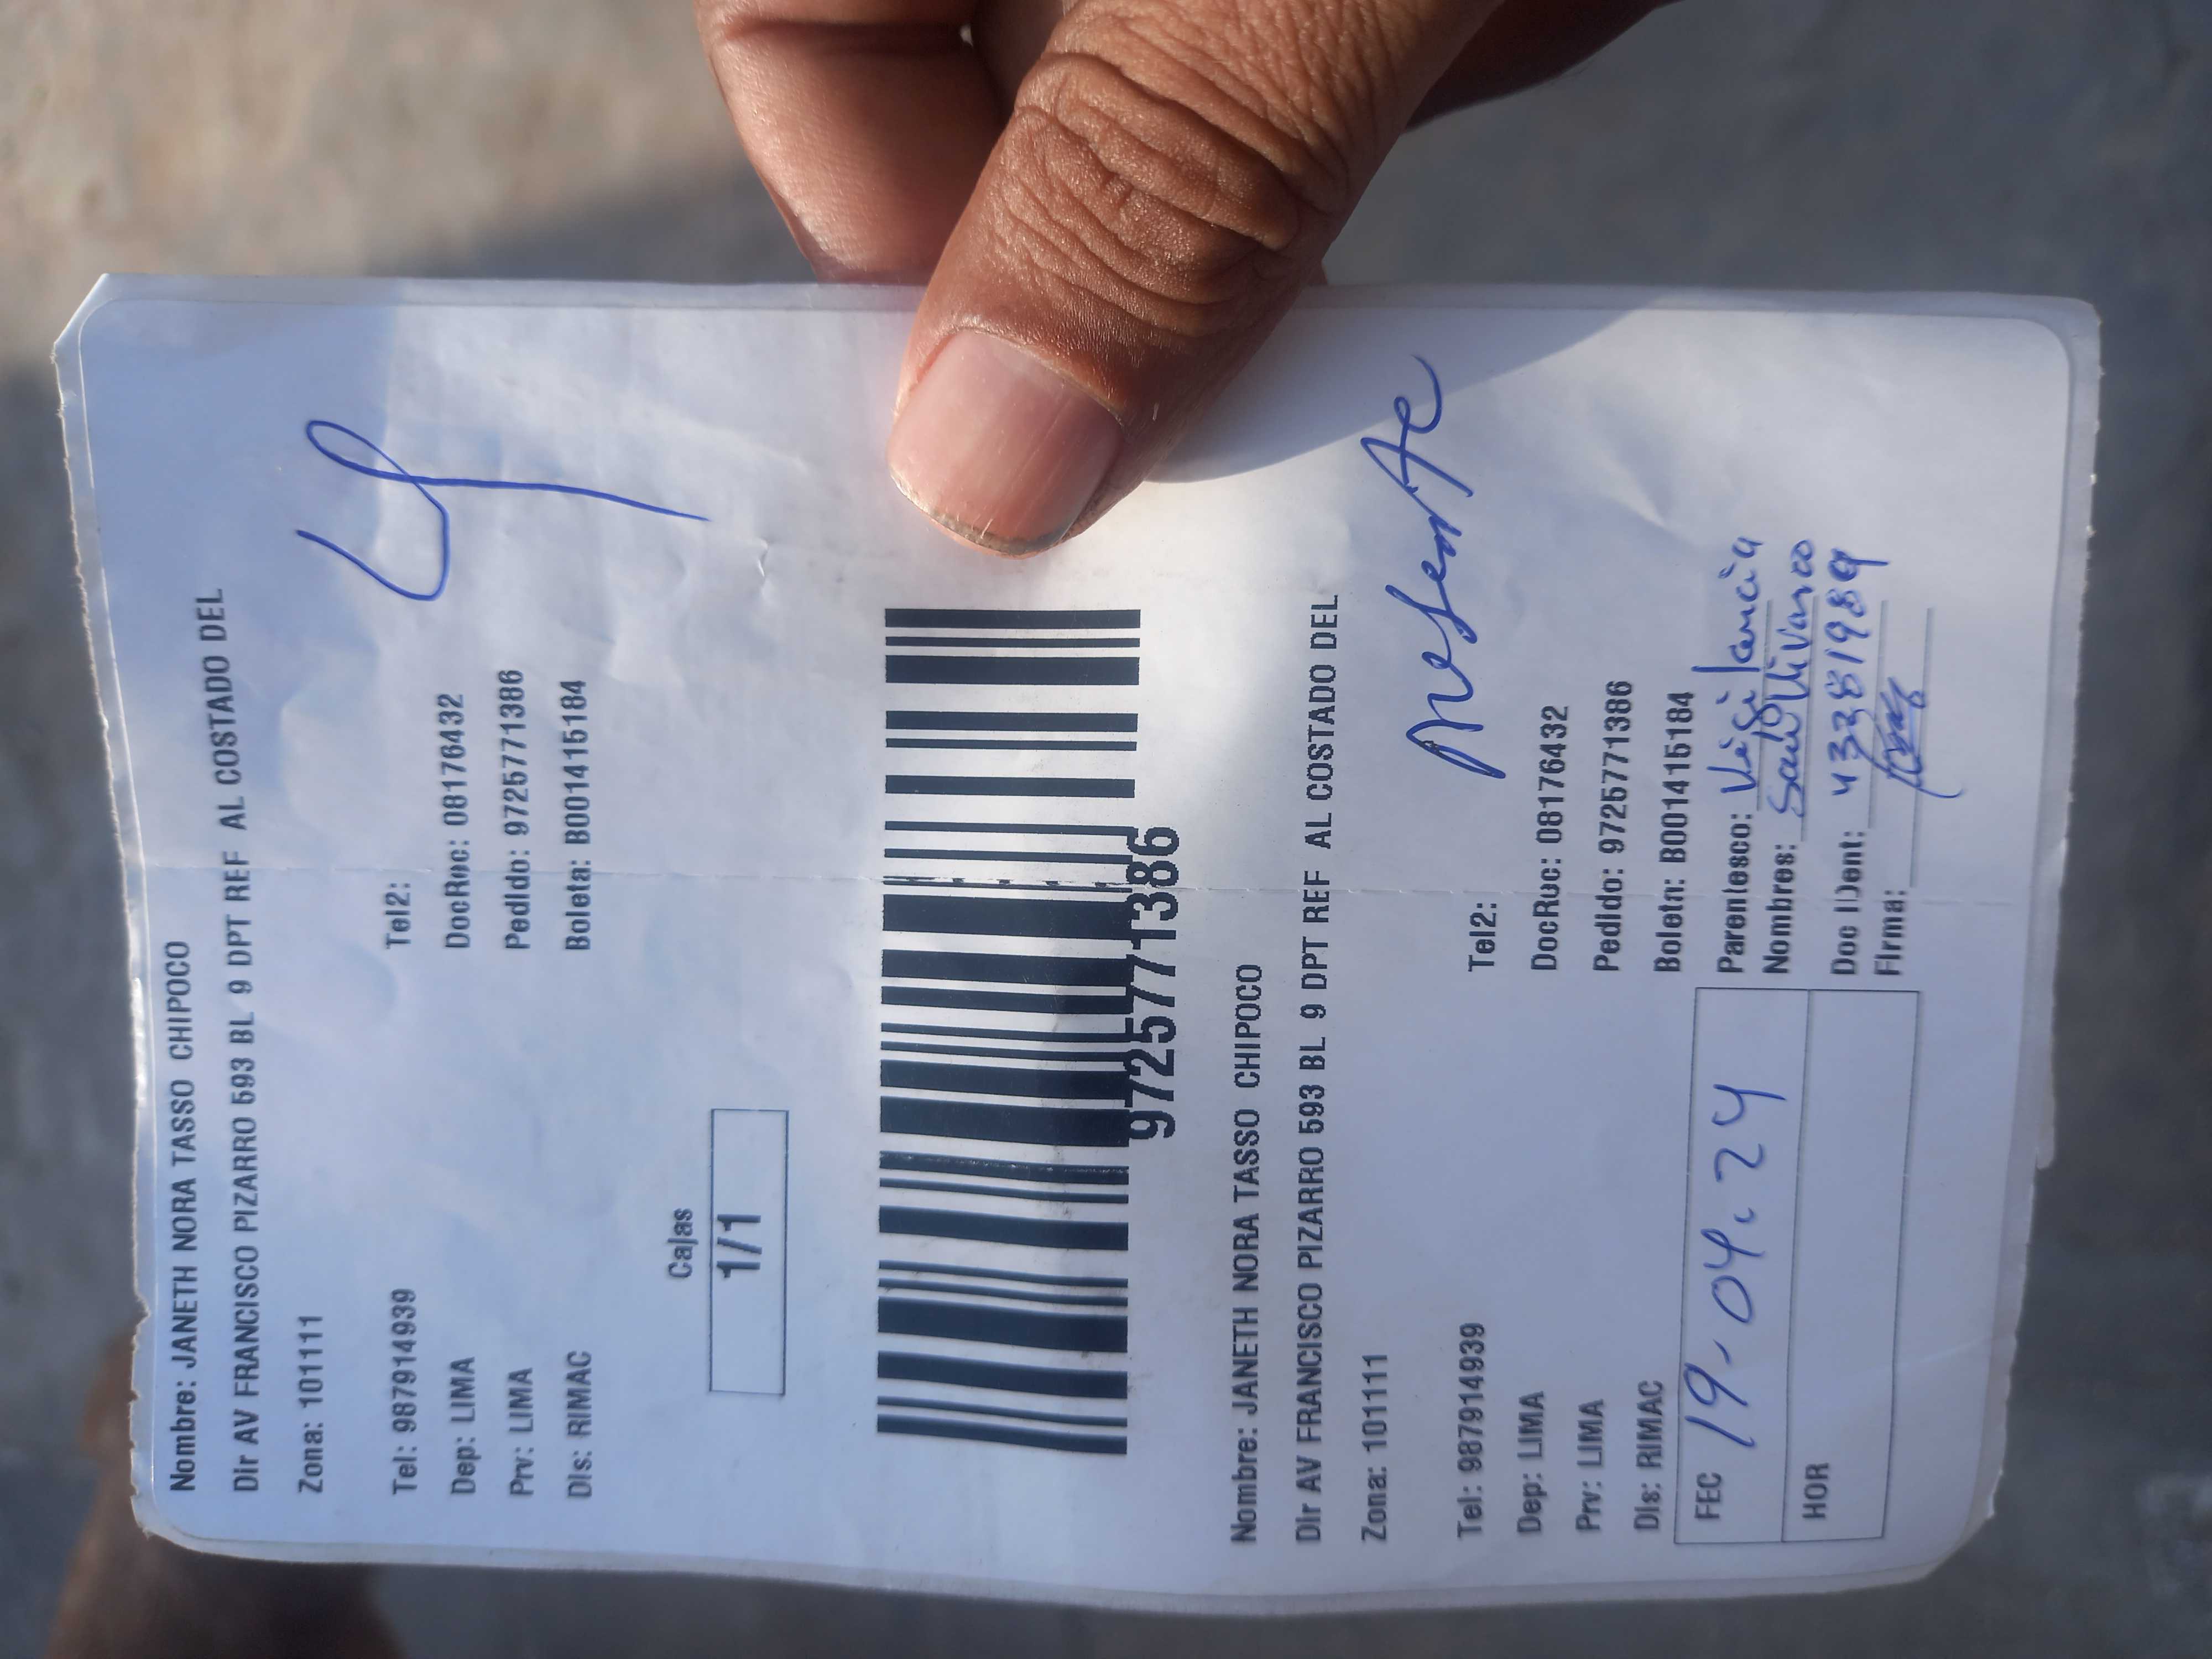 Nombre: JANETH NORA TASSO CHIPOCO
Dir AV FRANCISCO PIZARRO 593 BL 9 DPT REF AL COSTADO DEL
Zona: 101111
4
Tel: 987914939 Tel2:
Dep: LIMA DocRuc: 08176432
Prv: LIMA Pedido: 9725771386
Dis: RIMAC Boleta: B001415184
Cajas
1/1
9725771386
Nombre: JANETH NORA TASSO CHIPOCO
Dir AV FRANCISCO PIZARRO 593 BL 9 DPT REF AL COSTADO DEL
Zona: 101111
Tel: 987914939 Tel2:
Dep: LIMA DocRuc: 08176432
Prv: LIMA Pedido: 9725771386
Dis: RIMAC Boleta: B001415184
FEC 19-04-24
HOR
Parentesco: Vigilancia
Nombres: Saul
Doc IDent: 43381989
Firma: